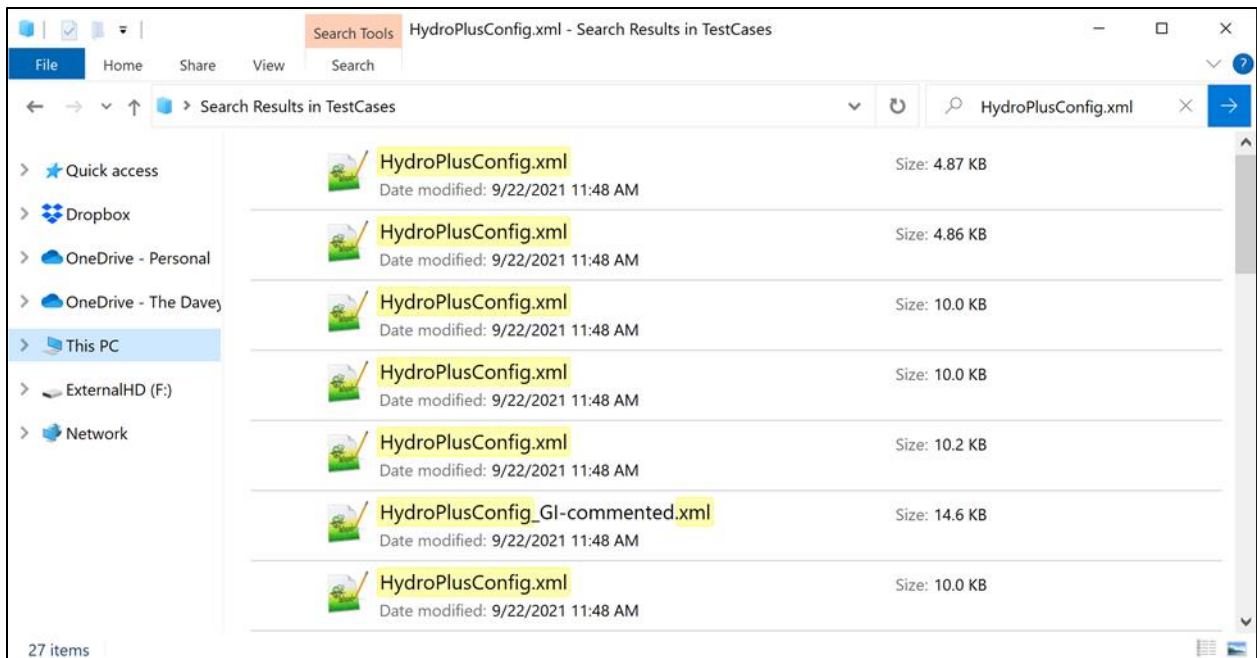 Search Tools HydroPlusConfig.xml - Search Results in TestCases
File Home Share View Search
Search Results in TestCases HydroPlusConfig.xml
Quick access
Dropbox
OneDrive - Personal
OneDrive - The Davey
This PC
ExternalHD (F:)
Network
HydroPlusConfig.xml Size: 4.87 KB
Date modified: 9/22/2021 11:48 AM
HydroPlusConfig.xml Size: 4.86 KB
Date modified: 9/22/2021 11:48 AM
HydroPlusConfig.xml Size: 10.0 KB
Date modified: 9/22/2021 11:48 AM
HydroPlusConfig.xml Size: 10.0 KB
Date modified: 9/22/2021 11:48 AM
HydroPlusConfig.xml Size: 10.2 KB
Date modified: 9/22/2021 11:48 AM
HydroPlusConfig_GI-commented.xml Size: 14.6 KB
Date modified: 9/22/2021 11:48 AM
HydroPlusConfig.xml Size: 10.0 KB
Date modified: 9/22/2021 11:48 AM
27 items